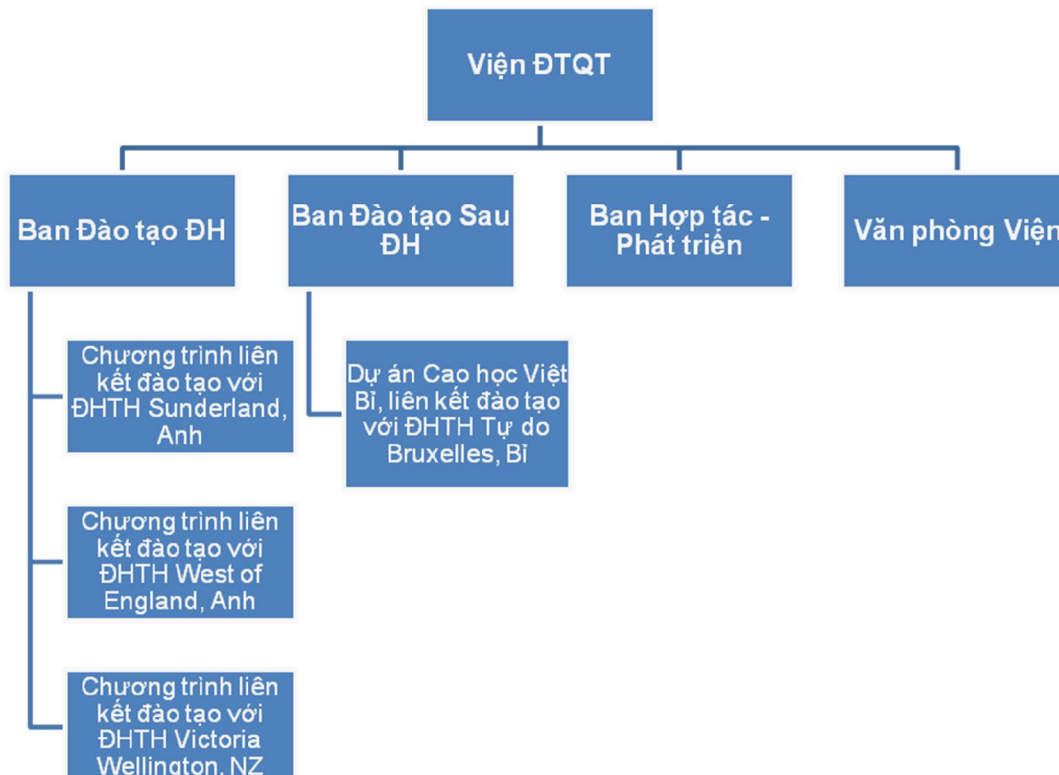 Viện ĐTQT
Ban Đào tạo ĐH
Ban Đào tạo Sau
ĐH
Ban Hợp tác -
Phát triển
Văn phòng Viện
Chương trình liên
kết đào tạo với
ĐHTH Sunderland,
Anh
Chương trình liên
kết đào tạo với
ĐHTH West of
England, Anh
Chương trình liên
kết đào tạo với
ĐHTH Victoria
Wellington, NZ
Dự án Cao học Việt
Bỉ, liên kết đào tạo
với ĐHTH Tự do
Bruxelles, Bỉ